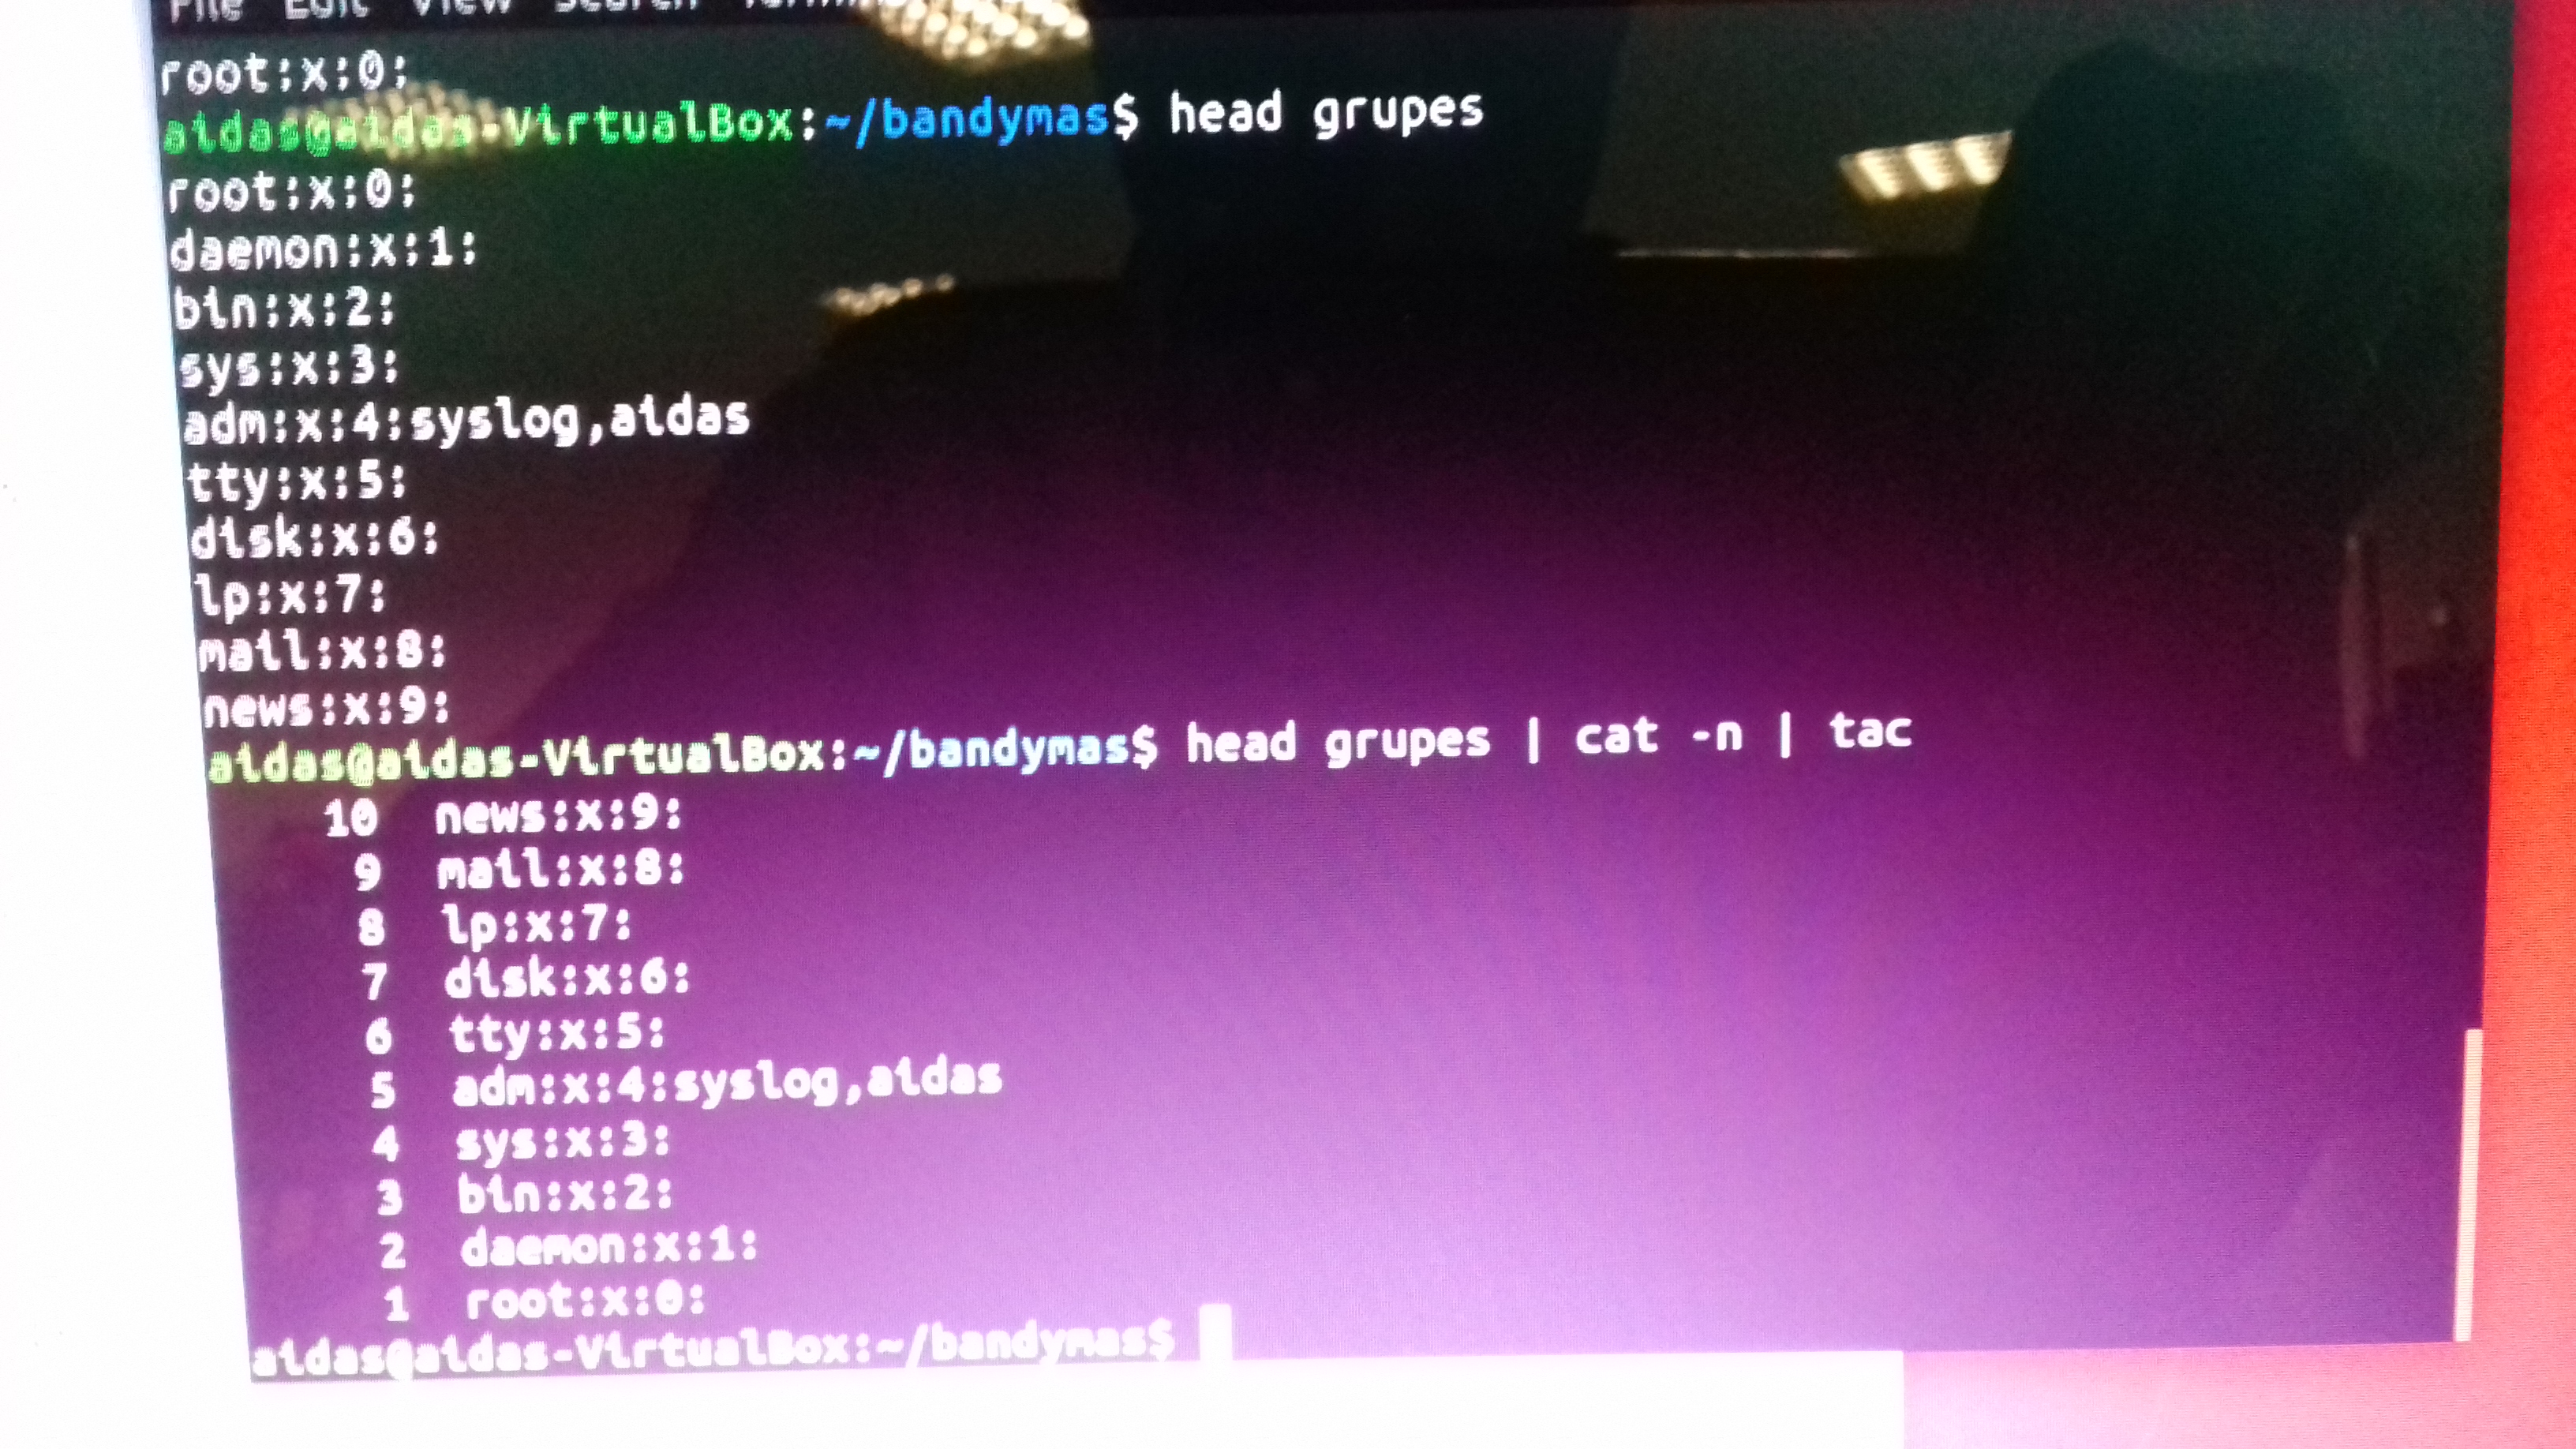 File Edit View Search
root:x:0:
aidas@aidas-VirtualBox:~/bandymas$ head grupes
root:x:0:
daemon:x:1:
bin:x:2:
sys:x:3:
adm:x:4:syslog,aidas
tty:x:5:
disk:x:6:
lp:x:7:
mail:x:8:
news:x:9:
aidas@aidas-VirtualBox:~/bandymas$ head grupes | cat -n | tac
10 news:x:9:
9 mail:x:8:
8 lp:x:7:
7 disk:x:6:
6 tty:x:5:
5 adm:x:4:syslog,aidas
4 sys:x:3:
3 bin:x:2:
2 daemon:x:1:
1 root:x:0:
aidas@aidas-VirtualBox:~/bandymas$